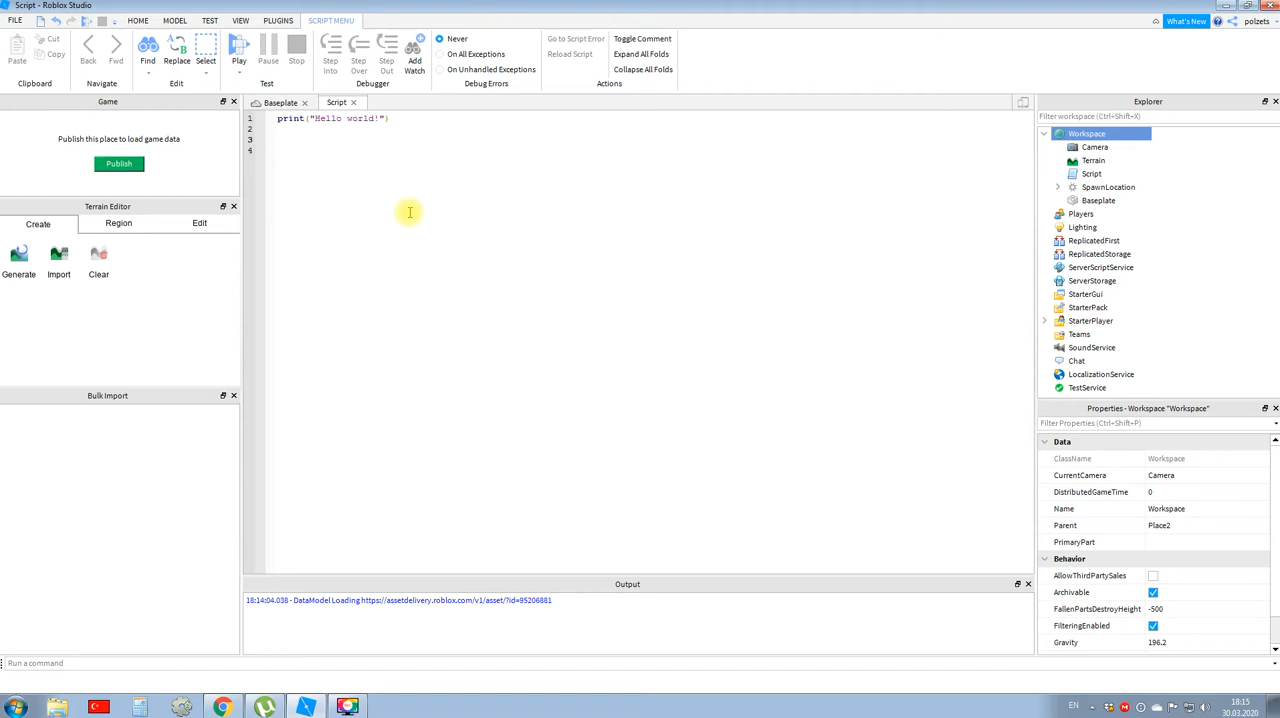 Script - Roblox Studio
FILE
HOME
MODEL
TEST
VIEW
PLUGINS
SCRIPT MENU
What's New
polzets
Paste
Cut
Copy
Clipboard
Back
Fwd
Navigate
Find
Replace
Select
Edit
Play
Pause
Stop
Test
Step Into
Step Over
Step Out
Add Watch
Debugger
Never
On All Exceptions
On Unhandled Exceptions
Debug Errors
Go to Script Error
Reload Script
Toggle Comment
Expand All Folds
Collapse All Folds
Actions
Game
Publish this place to load game data
Publish
Terrain Editor
Create
Region
Edit
Generate
Import
Clear
Bulk Import
Baseplate
Script
1 print("Hello world!")
2
3
4
Output
18:14:04.038 - DataModel Loading https://assetdelivery.roblox.com/v1/asset/?id=95206881
Explorer
Filter workspace (Ctrl+Shift+X)
Workspace
Camera
Terrain
Script
SpawnLocation
Baseplate
Players
Lighting
ReplicatedFirst
ReplicatedStorage
ServerScriptService
ServerStorage
StarterGui
StarterPack
StarterPlayer
Teams
SoundService
Chat
LocalizationService
TestService
Properties - Workspace "Workspace"
Filter Properties (Ctrl+Shift+P)
Data
ClassName Workspace
CurrentCamera Camera
DistributedGameTime 0
Name Workspace
Parent Place2
PrimaryPart
Behavior
AllowThirdPartySales
Archivable
FallenPartsDestroyHeight -500
FilteringEnabled
Gravity 196.2
Run a command
EN
18:15
30.03.2020